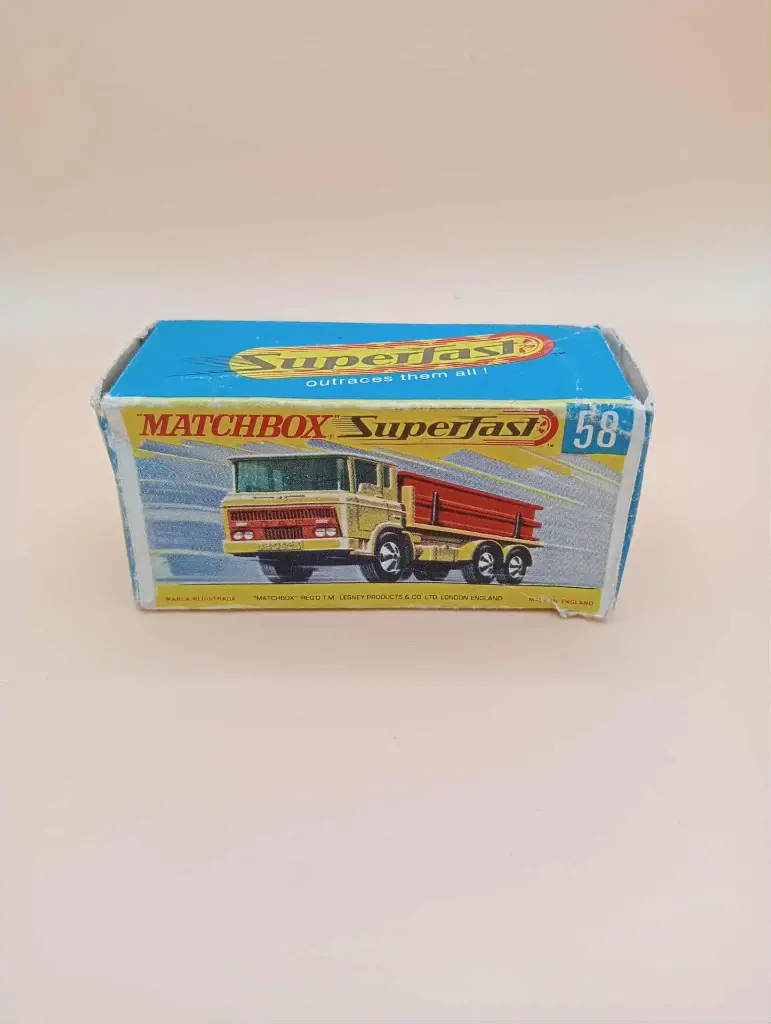 Superfast
outraces them all!
"MATCHBOX" Superfast 58
MARCA REGISTRADA "MATCHBOX" REG'D T.M. LESNEY PRODUCTS & CO. LTD. LONDON ENGLAND MADE IN ENGLAND